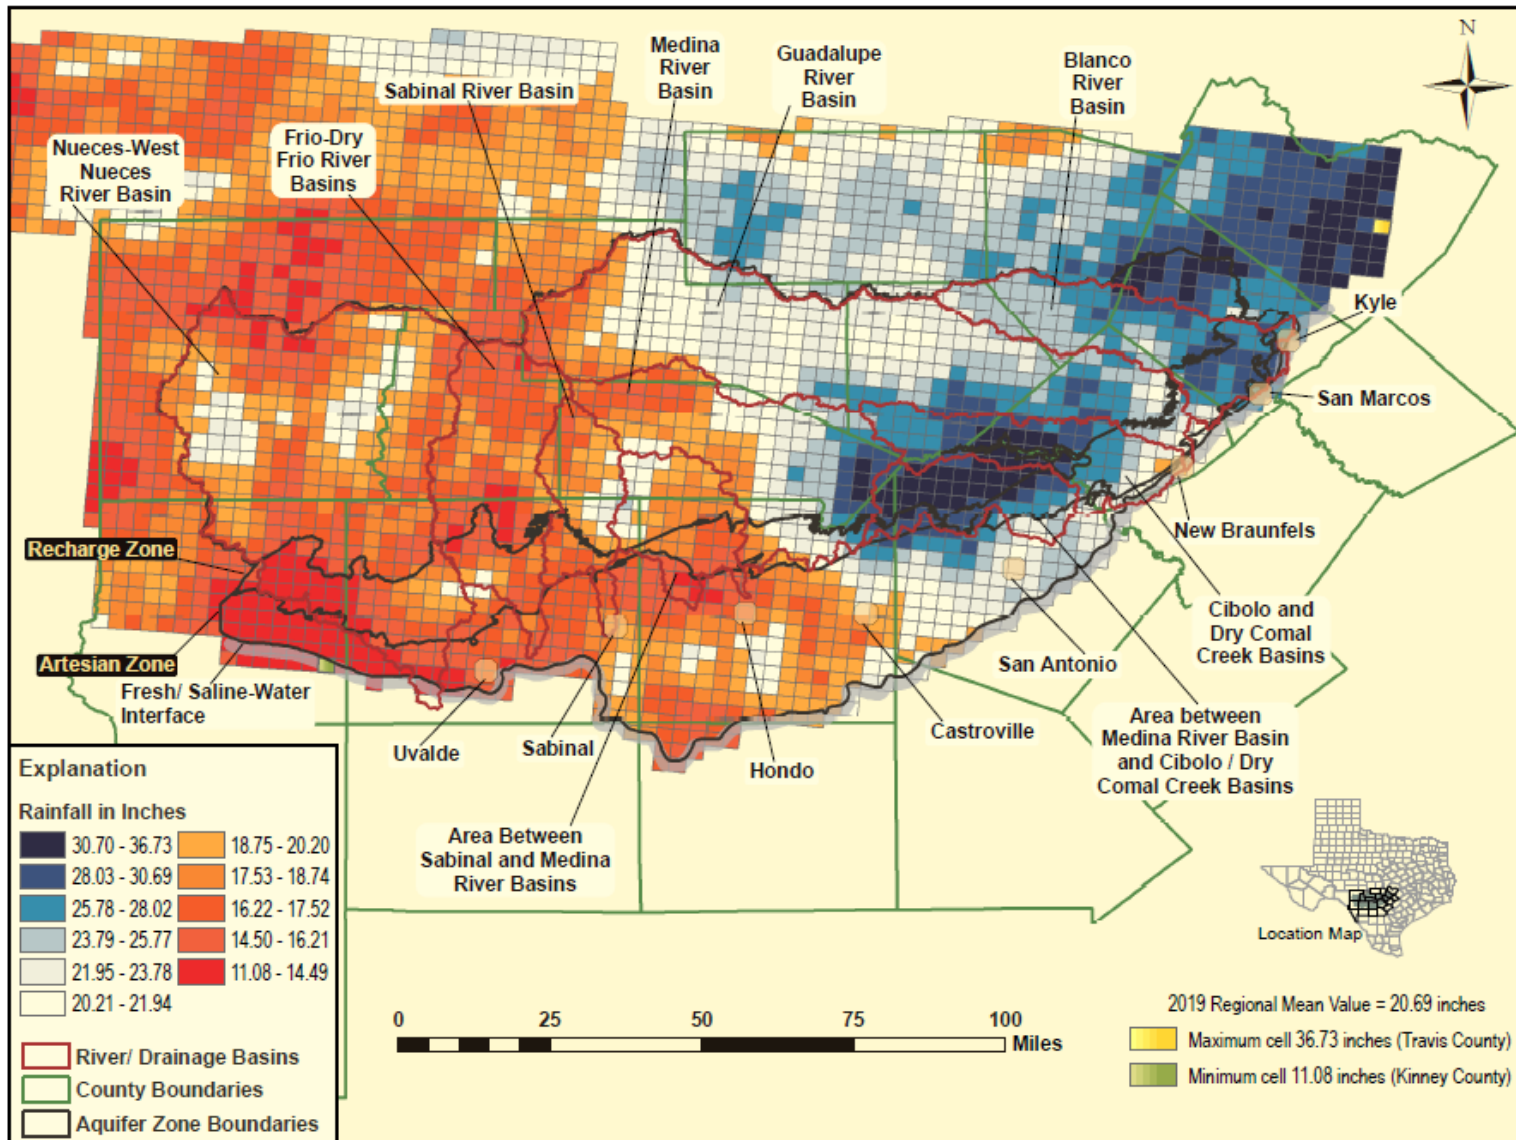 N
Medina
River
Basin
Guadalupe
River
Basin
Blanco
River
Basin
Sabinal River Basin
Frio-Dry
Frio River
Basins
Nueces-West
Nueces
River Basin
Kyle
San Marcos
New Braunfels
Recharge Zone
Artesian Zone
Fresh/ Saline-Water
Interface
Cibolo and
Dry Comal
Creek Basins
San Antonio
Area between
Medina River Basin
and Cibolo / Dry
Comal Creek Basins
Castroville
Uvalde
Sabinal
Hondo
Area Between
Sabinal and Medina
River Basins
Explanation
Rainfall in Inches
30.70 - 36.73 18.75 - 20.20
28.03 - 30.69 17.53 - 18.74
25.78 - 28.02 16.22 - 17.52
23.79 - 25.77 14.50 - 16.21
21.95 - 23.78 11.08 - 14.49
20.21 - 21.94
River/ Drainage Basins
County Boundaries
Aquifer Zone Boundaries
0 25 50 75 100
Miles
Location Map
2019 Regional Mean Value = 20.69 inches
Maximum cell 36.73 inches (Travis County)
Minimum cell 11.08 inches (Kinney County)